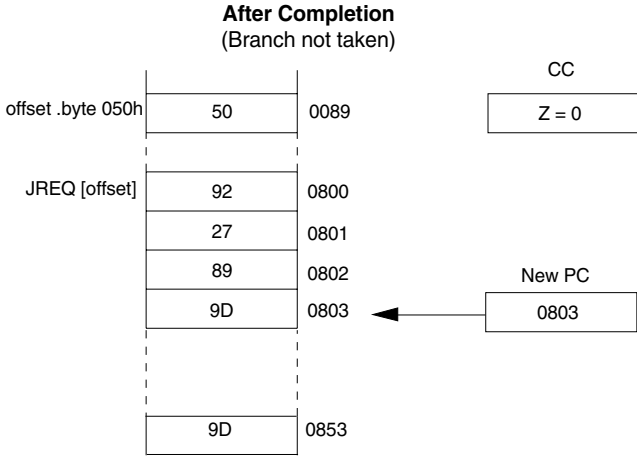 After Completion
(Branch not taken)
CC
offset .byte 050h 50 0089 Z = 0
JREQ [offset] 92 0800
27 0801
89 0802 New PC
9D 0803 0803
9D 0853